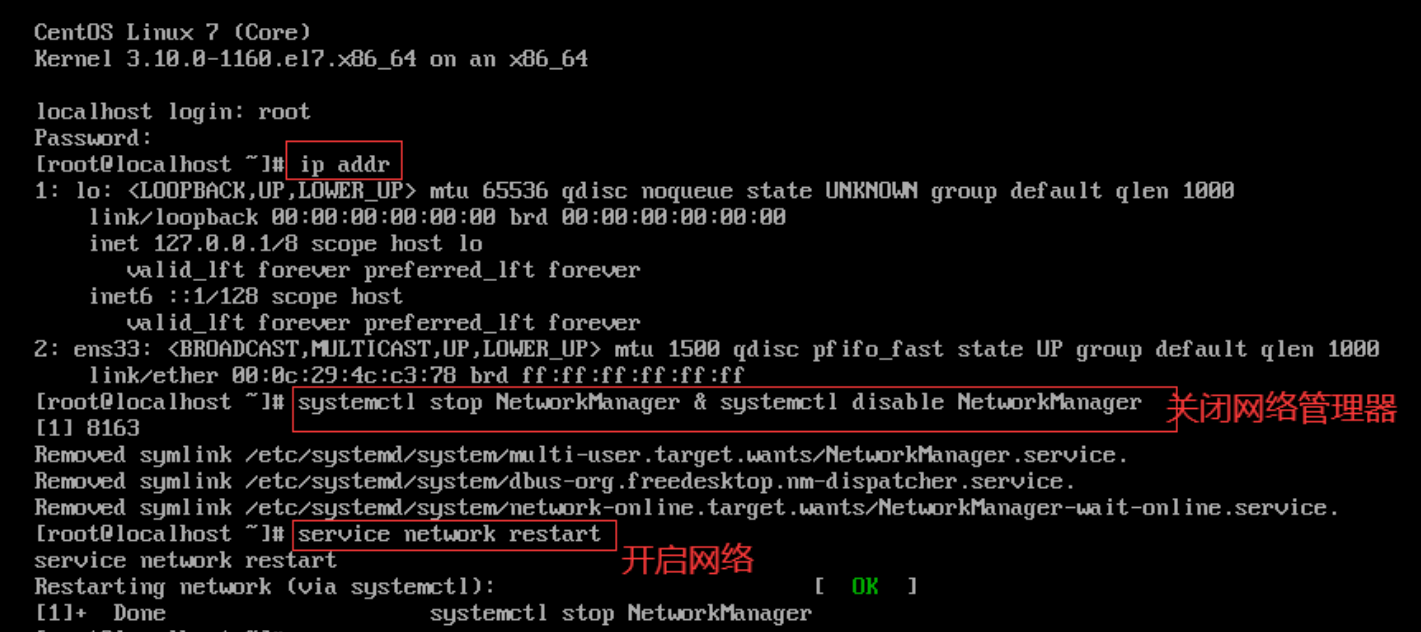 CentOS Linux 7 (Core)
Kernel 3.10.0-1160.el7.x86_64 on an x86_64
localhost login: root
Password:
[root@localhost ~]# ip addr
1: lo: <LOOPBACK,UP,LOWER_UP> mtu 65536 qdisc noqueue state UNKNOWN group default qlen 1000
link/loopback 00:00:00:00:00:00 brd 00:00:00:00:00:00
inet 127.0.0.1/8 scope host lo
valid_lft forever preferred_lft forever
inet6 ::1/128 scope host
valid_lft forever preferred_lft forever
2: ens33: <BROADCAST,MULTICAST,UP,LOWER_UP> mtu 1500 qdisc pfifo_fast state UP group default qlen 1000
link/ether 00:0c:29:4c:c3:78 brd ff:ff:ff:ff:ff:ff
[root@localhost ~]# systemctl stop NetworkManager & systemctl disable NetworkManager 关闭网络管理器
[1] 8163
Removed symlink /etc/systemd/system/multi-user.target.wants/NetworkManager.service.
Removed symlink /etc/systemd/system/dbus-org.freedesktop.nm-dispatcher.service.
Removed symlink /etc/systemd/system/network-online.target.wants/NetworkManager-wait-online.service.
[root@localhost ~]# service network restart
开启网络
service network restart
Restarting network (via systemctl): [ OK ]
[1]+ Done systemctl stop NetworkManager